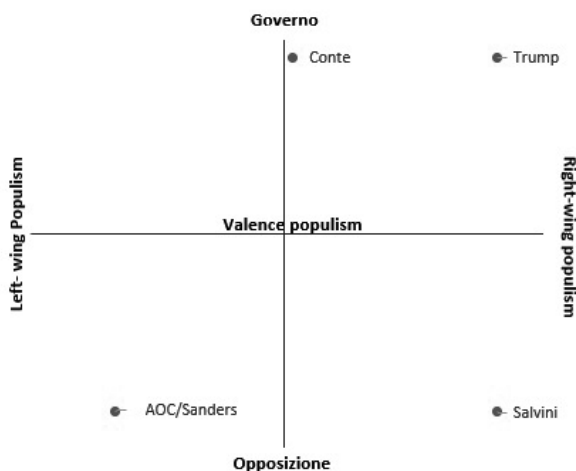 Governo
Conte
Trump
Left- wing Populism
Valence populism
Right-wing populism
AOC/Sanders
Salvini
Opposizione